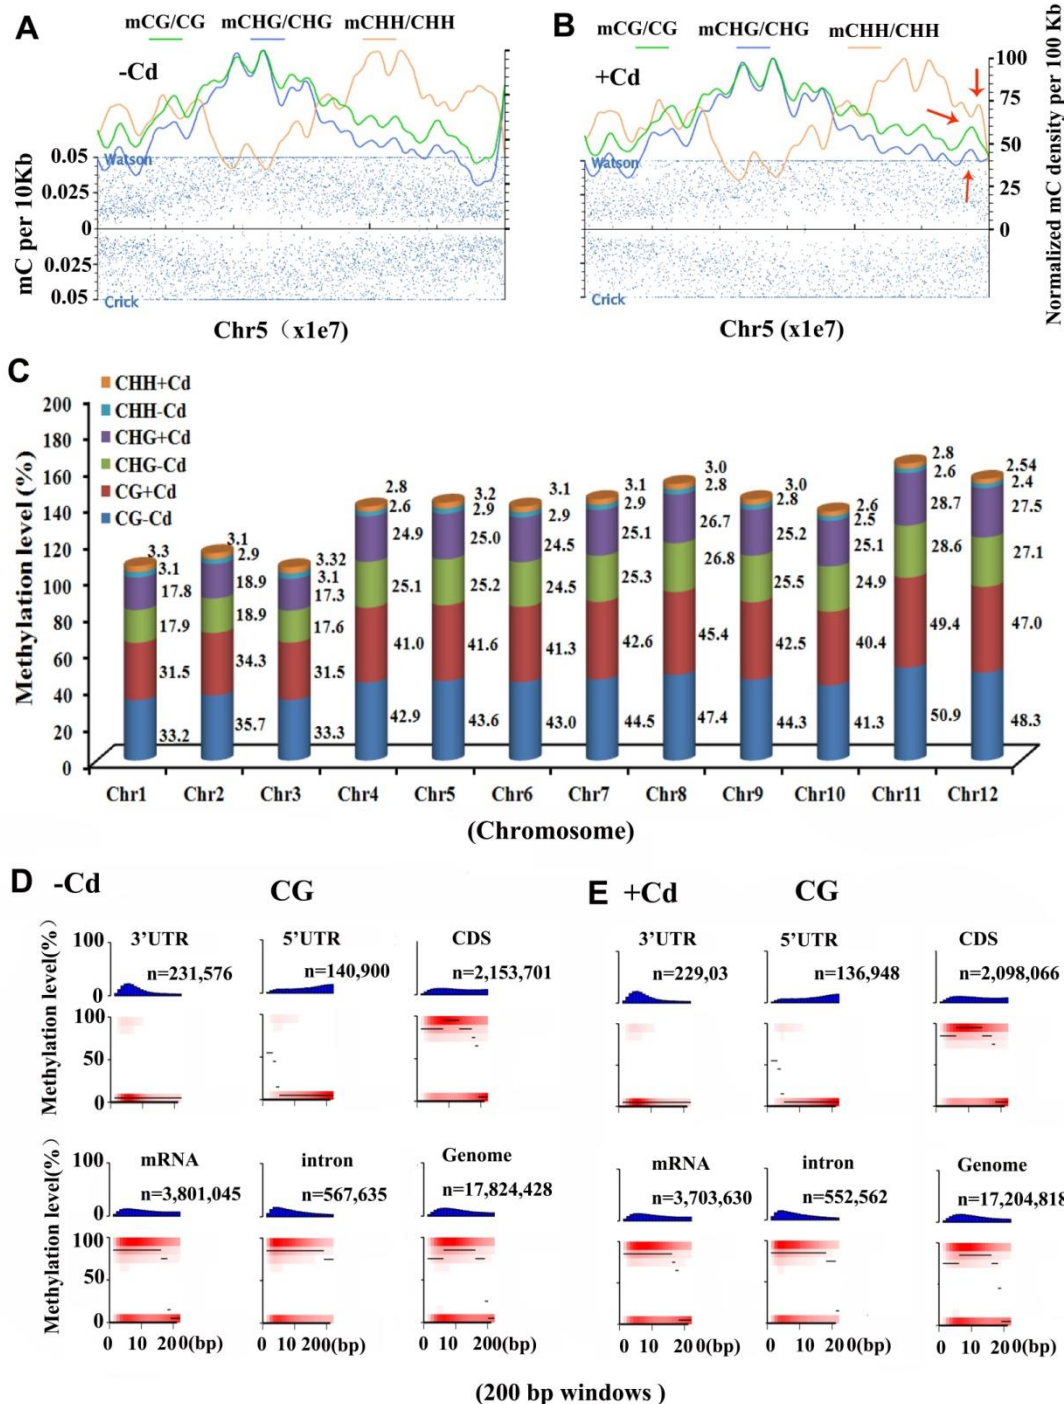 A
mCG/CG mCHG/CHG mCHH/CHH
-Cd
0.05
Watson
0.025
0
0.025
0.05
Crick
mC per 10Kb
Chr5（x1e7)
B
mCG/CG mCHG/CHG mCHH/CHH
+Cd
100
75
50
25
0
Watson
Crick
Normalized mC density per 100 Kb
Chr5 (x1e7)
C
CHH+Cd
CHH-Cd
CHG+Cd
CHG-Cd
CG+Cd
CG-Cd
Methylation level(%)
200
180
160
140
120
100
80
60
40
20
0
3.3
3.1
17.8
17.9
31.5
33.2
3.1
2.9
18.9
18.9
34.3
35.7
3.32
3.1
17.3
17.6
31.5
33.3
2.8
2.6
24.9
25.1
41.0
42.9
3.2
2.9
25.0
25.2
41.6
43.6
3.1
2.9
24.5
24.5
41.3
43.0
3.1
2.9
25.1
25.3
42.6
44.5
3.0
2.8
26.7
26.8
45.4
47.4
3.0
2.8
25.2
25.5
42.5
44.3
2.6
2.5
25.1
24.9
40.4
41.3
2.8
2.6
28.7
28.6
49.4
50.9
2.54
2.4
27.5
27.1
47.0
48.3
Chr1 Chr2 Chr3 Chr4 Chr5 Chr6 Chr7 Chr8 Chr9 Chr10 Chr11 Chr12
(Chromosome)
D -Cd CG
Methylation level(%)
100
0
3’UTR
n=231,576
5’UTR
n=140,900
CDS
n=2,153,701
Methylation level(%)
100
50
0
Methylation level(%)
100
0
mRNA
n=3,801,045
intron
n=567,635
Genome
n=17,824,428
Methylation level(%)
100
50
0
0 10 200(bp)
0 10 200(bp)
0 10 200(bp)
E +Cd CG
3’UTR
n=229,03
5’UTR
n=136,948
CDS
n=2,098,066
mRNA
n=3,703,630
intron
n=552,562
Genome
n=17,204,818
0 10 200(bp)
0 10 200(bp)
0 10 200(bp)
(200 bp windows )